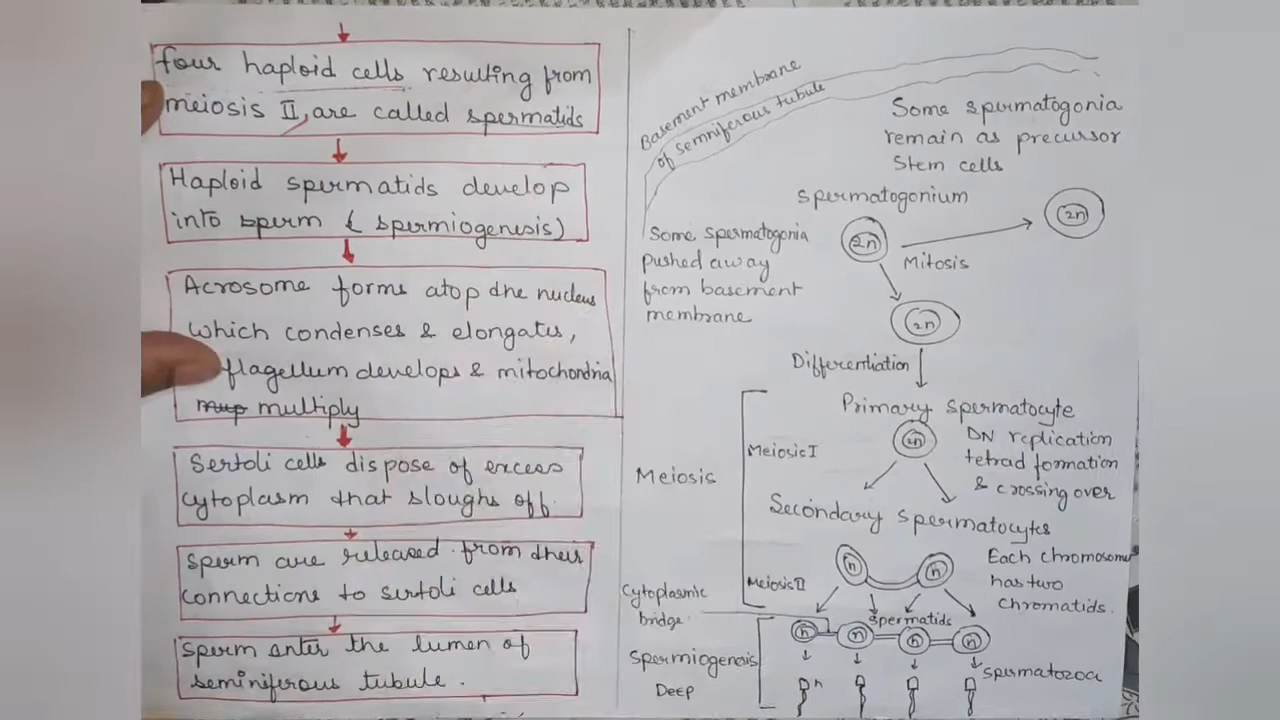 four haploid cells resulting from
meiosis II, are called spermatids
Haploid spermatids develop
into sperm (spermiogenesis)
Acrosome forms atop the nucleus
which condenses & elongates,
flagellum develops & mitochondria
multiply
Sertoli cells dispose of excess
cytoplasm that sloughs off.
sperm are released from their
connections to sertoli cells
sperm enter the lumen of
seminiferous tubule.
Basement membrane
of semniferous tubule
Some spermatogonia
remain as precursor
Stem cells
spermatogonium
2n
2n
Mitosis
Some spermatogonia
pushed away
from basement
membrane
2n
Differentiation
Primary spermatocyte
2n
DN replication
tetrad formation
& crossing over
Meiosis I
Meiosis
Secondary spermatocytes
n
n
Each chromosome
has two
chromatids.
Meiosis II
Cytoplasmic
bridge
spermatids
n
n
n
n
Spermiogenesis
Deep
n
spermatozoa